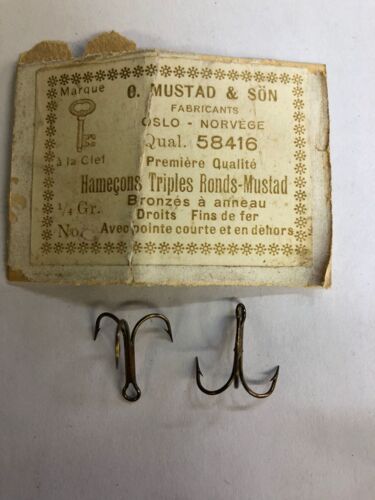 Marque
O. MUSTAD & SÖN
FABRICANTS
OSLO - NORVÈGE
Qual. 58416
à la Clef
Première Qualité
Hameçons Triples Ronds-Mustad
Bronzés à anneau
1/4 Gr.
Droits Fins de fer
No.
Avec pointe courte et en dehors